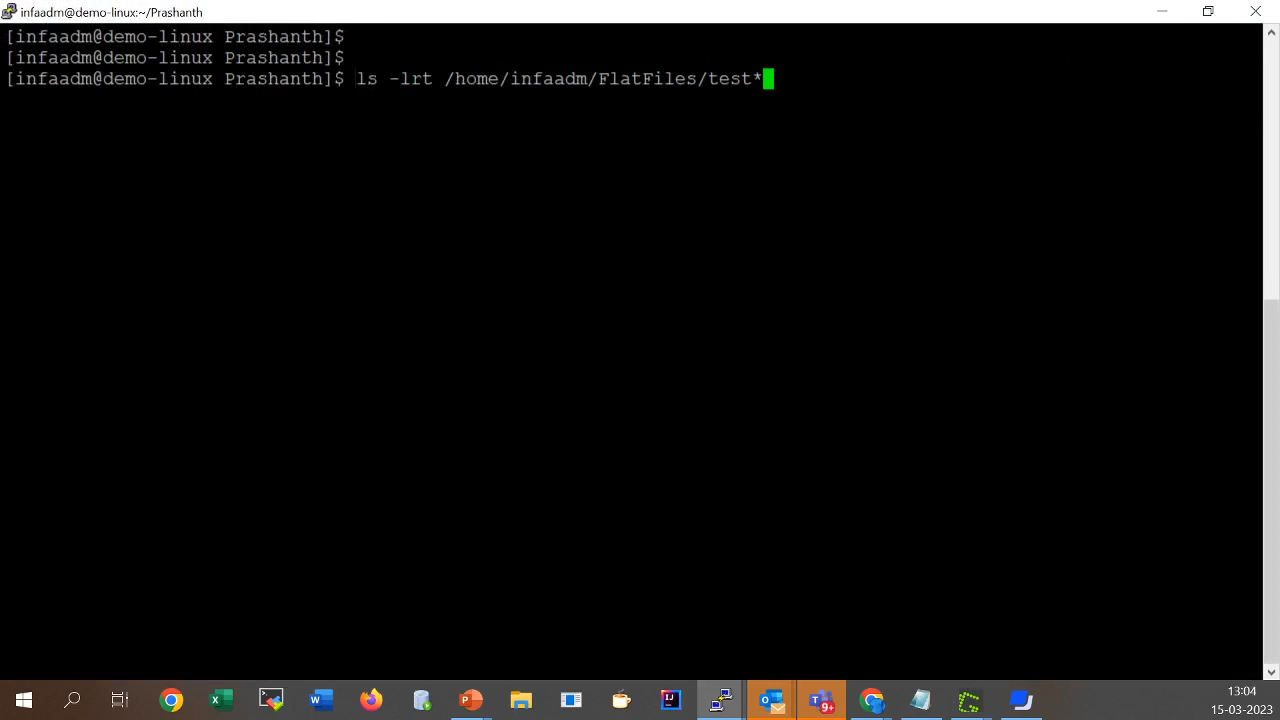 infaadm@demo-linux:~/Prashanth
[infaadm@demo-linux Prashanth]$
[infaadm@demo-linux Prashanth]$
[infaadm@demo-linux Prashanth]$ ls -lrt /home/infaadm/FlatFiles/test*
9+
13:04
15-03-2023